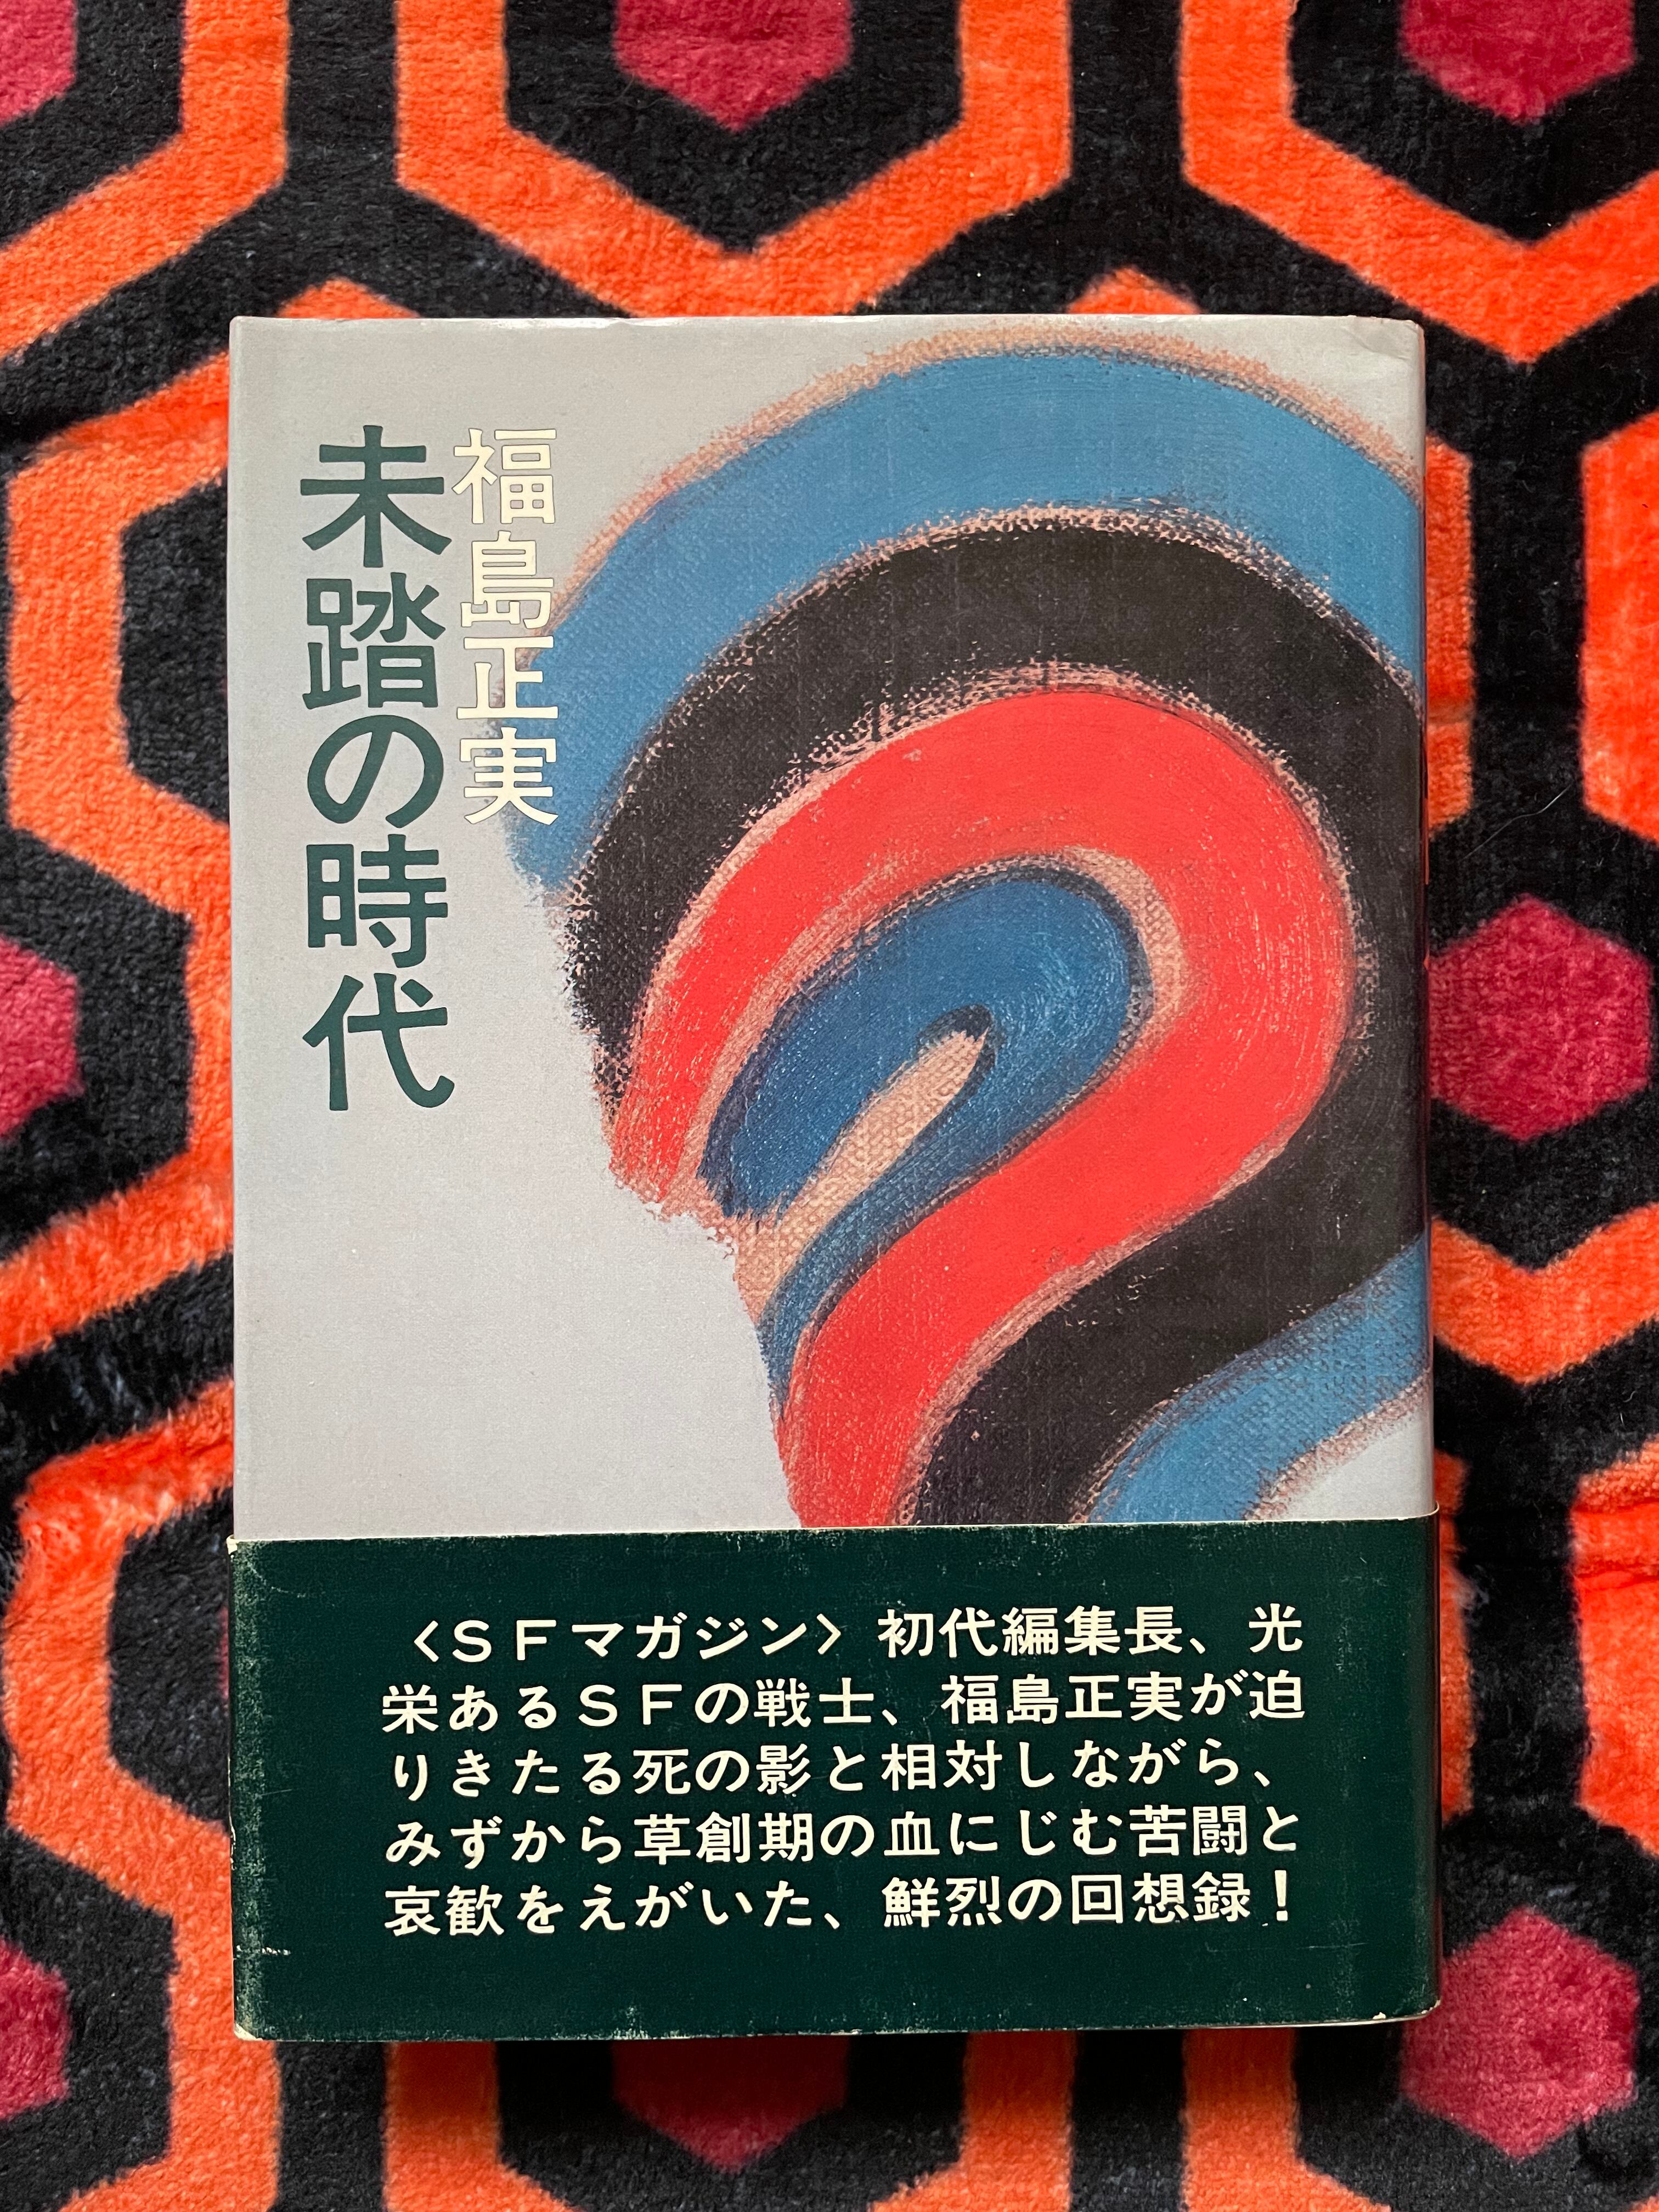 福島正実
未踏の時代
〈SFマガジン〉初代編集長、光
栄あるSFの戦士、福島正実が迫
りきたる死の影と相対しながら、
みずから草創期の血にじむ苦闘と
哀歓をえがいた、鮮烈の回想録！